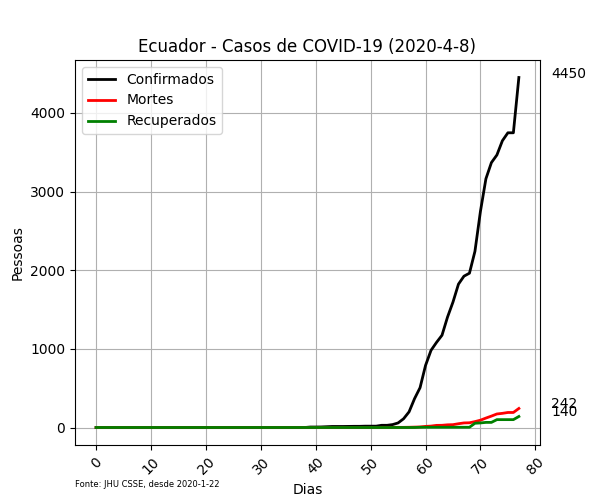 Ecuador - Casos de COVID-19 (2020-4-8)
Confirmados
Mortes
Recuperados
4450
4000
3000
2000
1000
0
242
140
Pessoas
0 10 20 30 40 50 60 70 80
Fonte: JHU CSSE, desde 2020-1-22
Dias